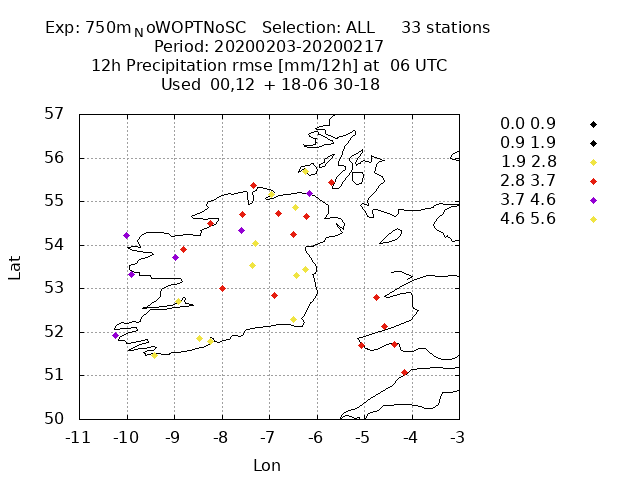 Exp: 750mNoWOPTNoSC   Selection: ALL     33 stations
Period: 20200203-20200217
12h Precipitation rmse [mm/12h] at  06 UTC
Used  00,12  + 18-06 30-18
57
56
55
54
53
52
51
50
Lat
-11 -10 -9 -8 -7 -6 -5 -4 -3
Lon
0.0 0.9
0.9 1.9
1.9 2.8
2.8 3.7
3.7 4.6
4.6 5.6